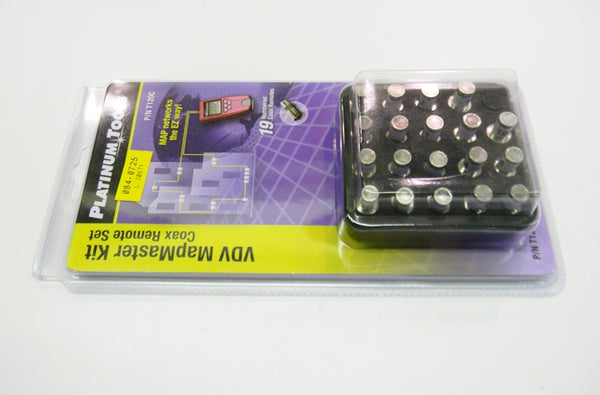 PLATINUM TOOLS
P/N T120C
MAP networks
the EZ way!
19 Numbered
Coax Remotes
084-0725
VDV MapMaster Kit
Coax Remote Set